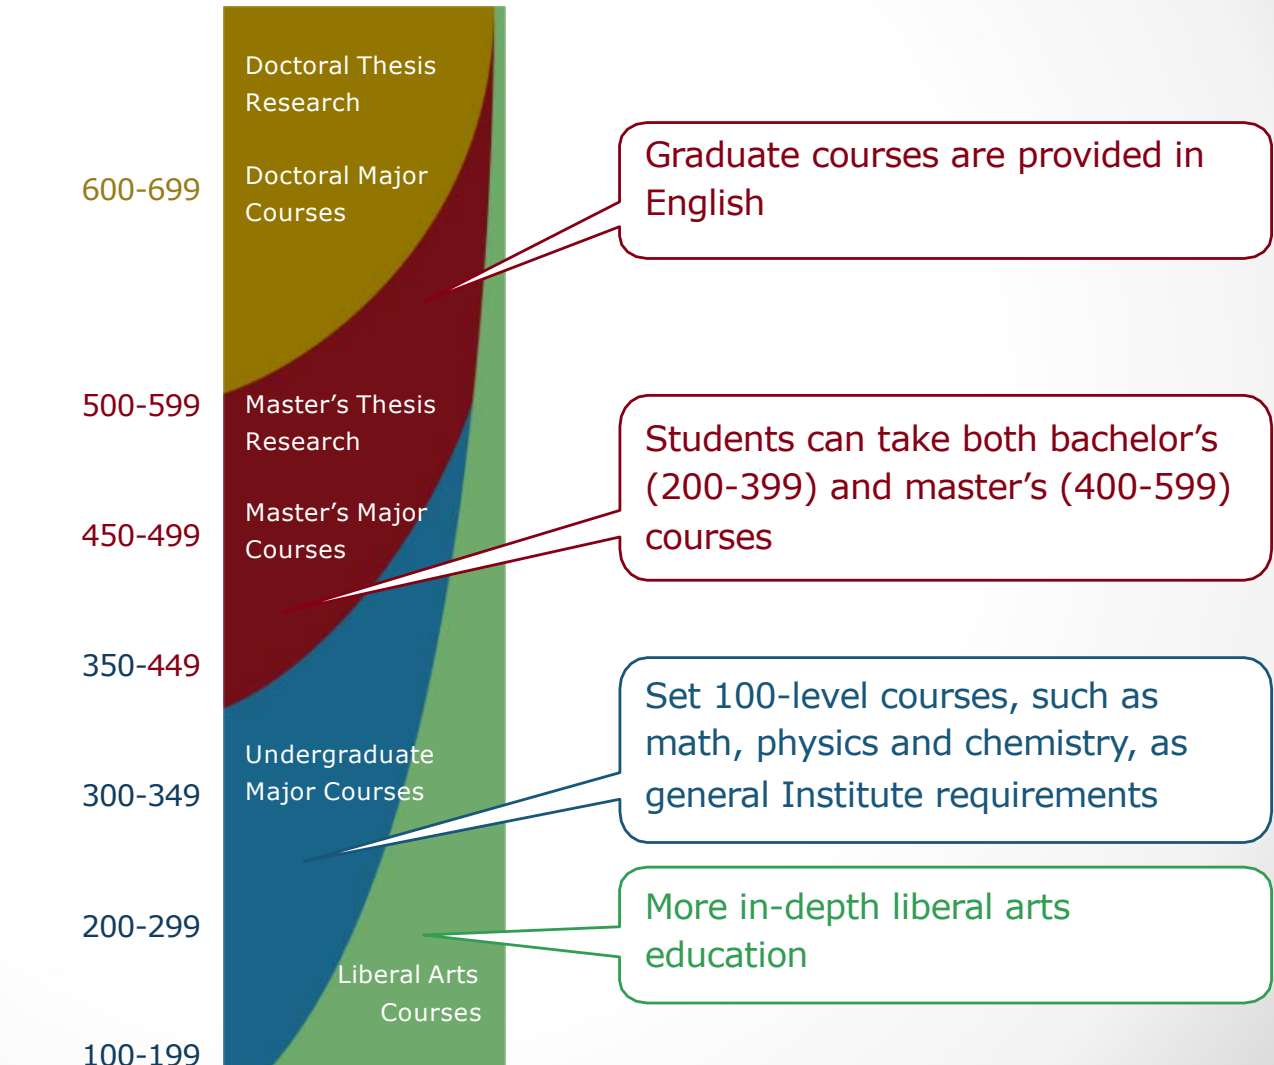 Doctoral Thesis
Research
600-699
Doctoral Major
Courses
Graduate courses are provided in
English
500-599
Master’s Thesis
Research
450-499
Master’s Major
Courses
Students can take both bachelor’s
(200-399) and master’s (400-599)
courses
350-449
Undergraduate
Major Courses
300-349
Set 100-level courses, such as
math, physics and chemistry, as
general Institute requirements
200-299
More in-depth liberal arts
education
Liberal Arts
Courses
100-199